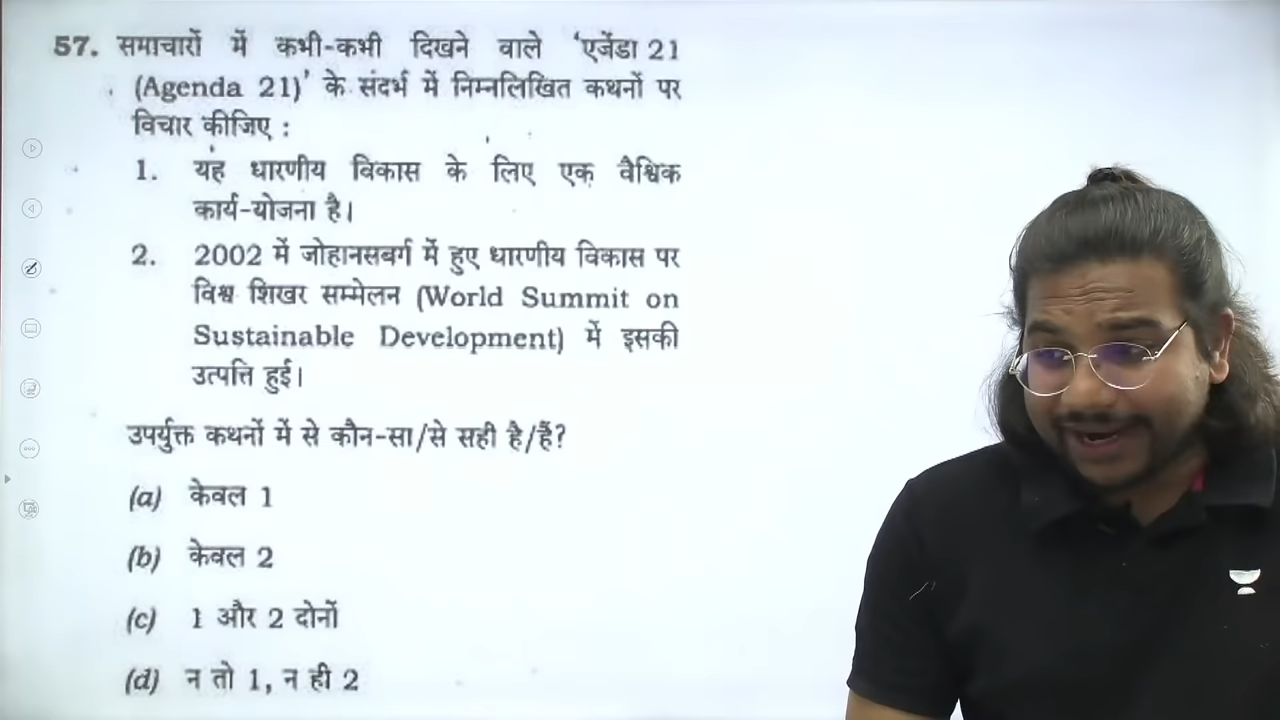 57. समाचारों में कभी-कभी दिखने वाले 'एजेंडा 21
(Agenda 21)' के संदर्भ में निम्नलिखित कथनों पर
विचार कीजिए :
1. यह धारणीय विकास के लिए एक वैश्विक
कार्य-योजना है।
2. 2002 में जोहानसबर्ग में हुए धारणीय विकास पर
विश्व शिखर सम्मेलन (World Summit on
Sustainable Development) में इसकी
उत्पत्ति हुई।
उपर्युक्त कथनों में से कौन-सा/से सही है/हैं?
(a) केवल 1
(b) केवल 2
(c) 1 और 2 दोनों
(d) न तो 1, न ही 2